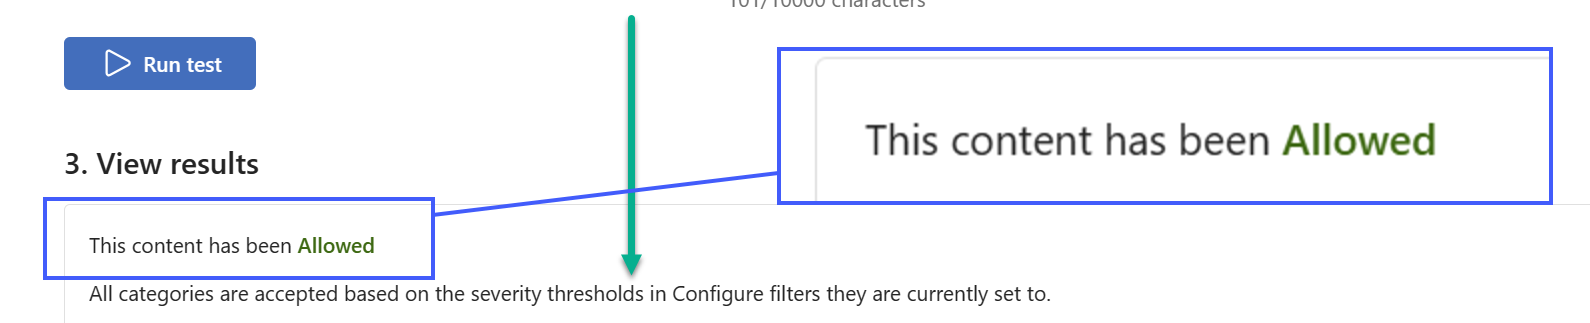 101/10000 characters
Run test
This content has been Allowed
3. View results
This content has been Allowed
All categories are accepted based on the severity thresholds in Configure filters they are currently set to.